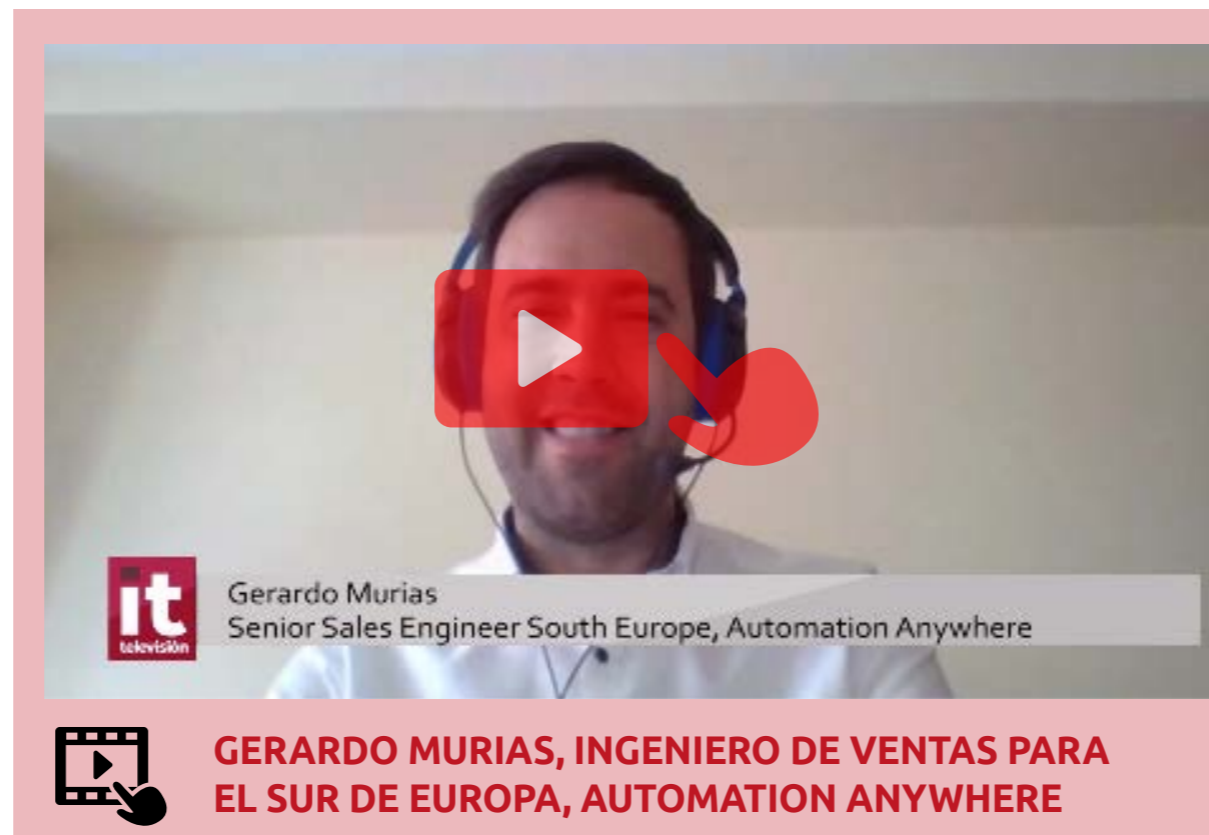 it
televisión
Gerardo Murias
Senior Sales Engineer South Europe, Automation Anywhere
GERARDO MURIAS, INGENIERO DE VENTAS PARA
EL SUR DE EUROPA, AUTOMATION ANYWHERE